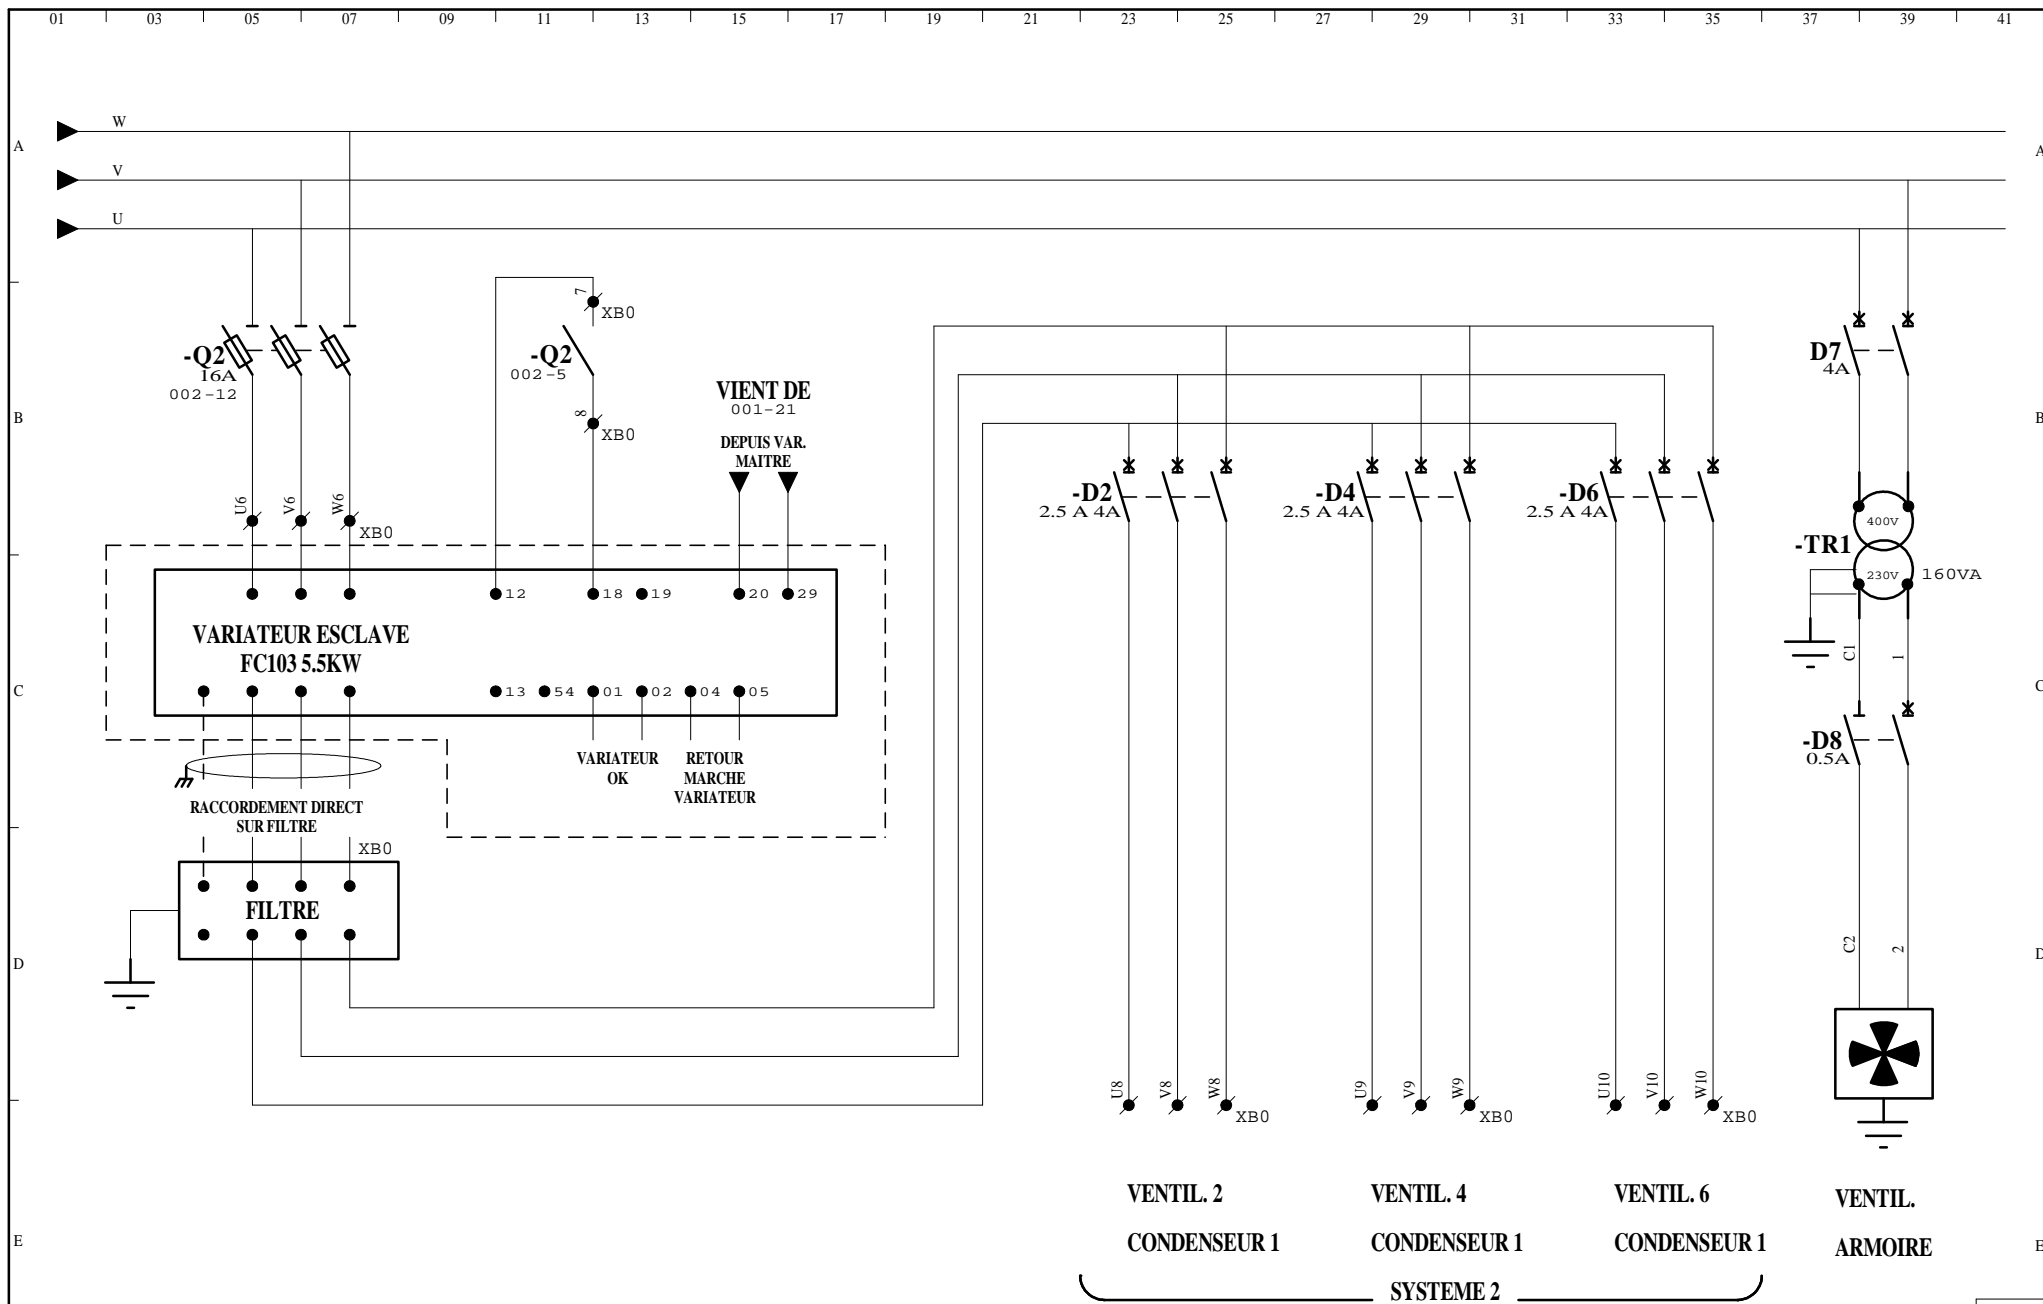 01 03 05 07 09 11 13 15 17 19 21 23 25 27 29 31 33 35 37 39 41
W
A A
V
U
7
XB0
-Q2
16A
002-12
-Q2
002-5
8
XB0
VIENT DE
001-21
DEPUIS VAR.
MAITRE
D7
4A
B B
-D2
2.5 A 4A
-D4
2.5 A 4A
-D6
2.5 A 4A
U6 V6 W6
XB0
400V
-TR1
230V
160VA
12 18 19 20 29
VARIATEUR ESCLAVE
FC103 5.5KW
C1 1
C C
13 54 01 02 04 05
-D8
0.5A
VARIATEUR
OK
RETOUR
MARCHE
VARIATEUR
RACCORDEMENT DIRECT
SUR FILTRE
XB0
FILTRE
C2 2
D D
U8 V8 W8
XB0
U9 V9 W9
XB0
U10 V10 W10
XB0
VENTIL. 2
CONDENSEUR 1
VENTIL. 4
CONDENSEUR 1
VENTIL. 6
CONDENSEUR 1
VENTIL.
ARMOIRE
E E
SYSTEME 2